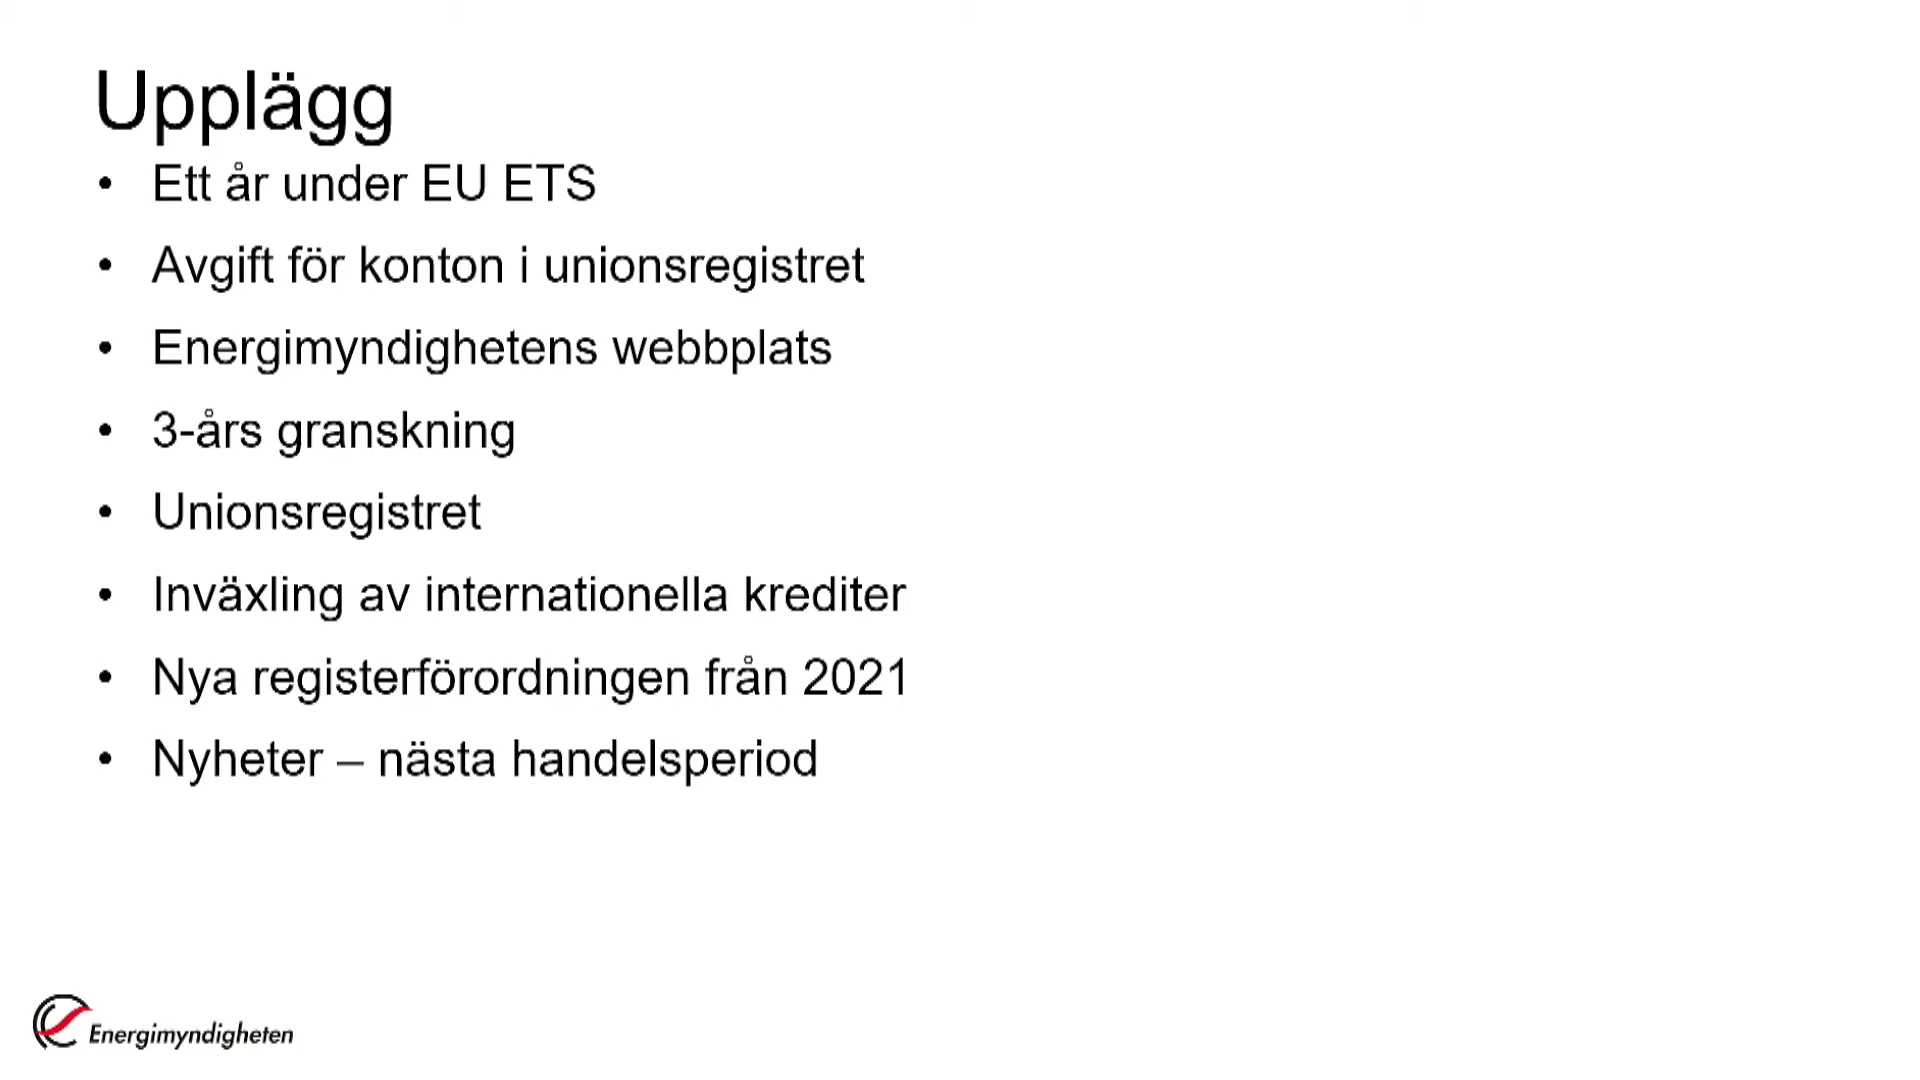 Upplägg
• Ett år under EU ETS
• Avgift för konton i unionsregistret
• Energimyndighetens webbplats
• 3-års granskning
• Unionsregistret
• Inväxling av internationella krediter
• Nya registerförordningen från 2021
• Nyheter – nästa handelsperiod
Energimyndigheten